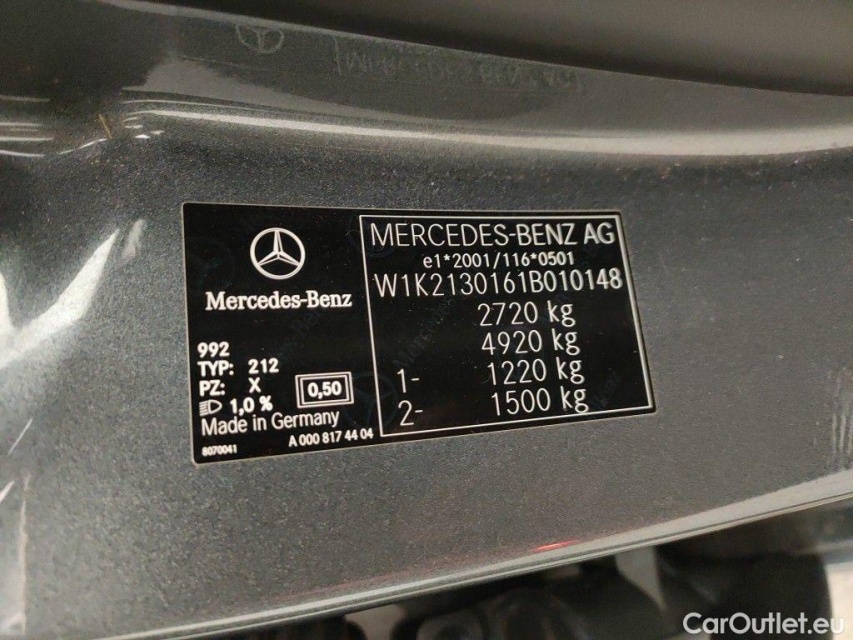 Mercedes-Benz
992
TYP: 212
PZ: X
0,50
1,0 %
Made in Germany
8070041
A 000 817 44 04
MERCEDES-BENZ AG
e1*2001/116*0501
W1K2130161B010148
2720 kg
4920 kg
1- 1220 kg
2- 1500 kg
CarOutlet.eu